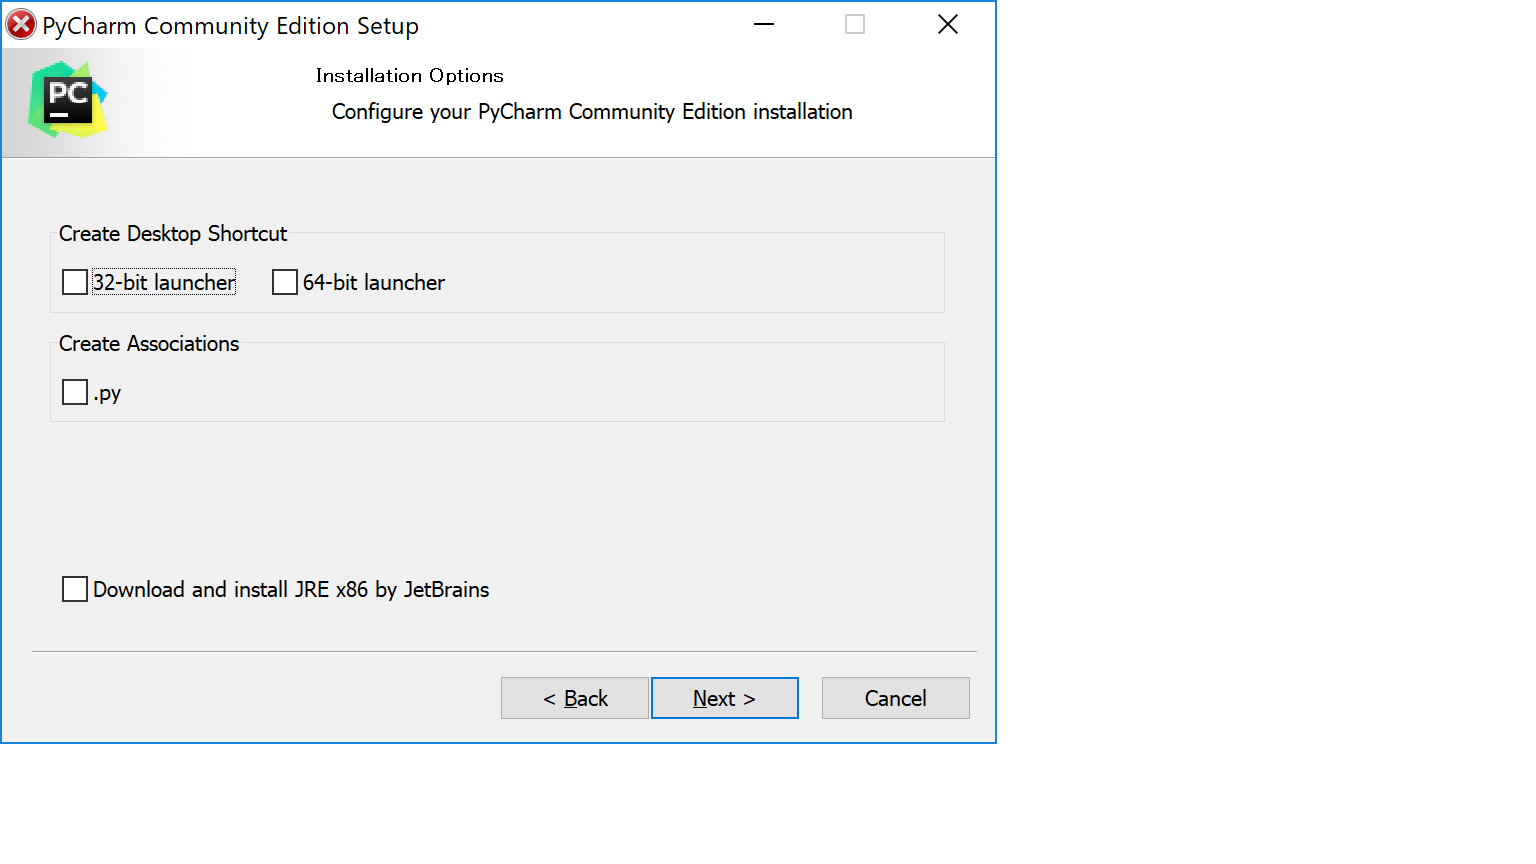 PyCharm Community Edition Setup
PC
Installation Options
Configure your PyCharm Community Edition installation
Create Desktop Shortcut
32-bit launcher 64-bit launcher
Create Associations
.py
Download and install JRE x86 by JetBrains
< Back Next > Cancel